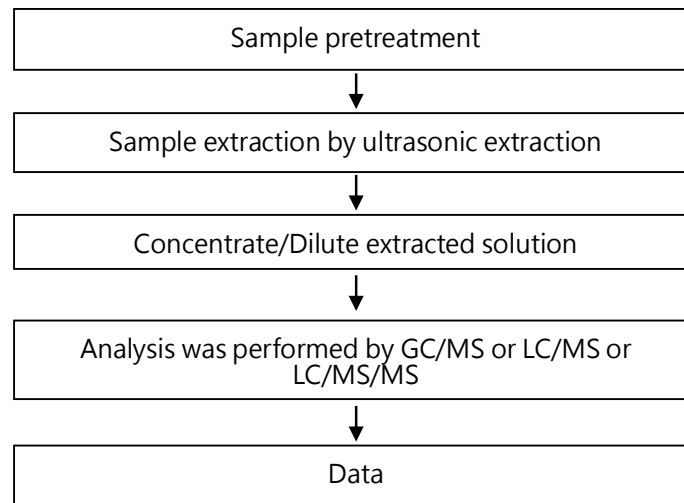 Sample pretreatment
Sample extraction by ultrasonic extraction
Concentrate/Dilute extracted solution
Analysis was performed by GC/MS or LC/MS or
LC/MS/MS
Data